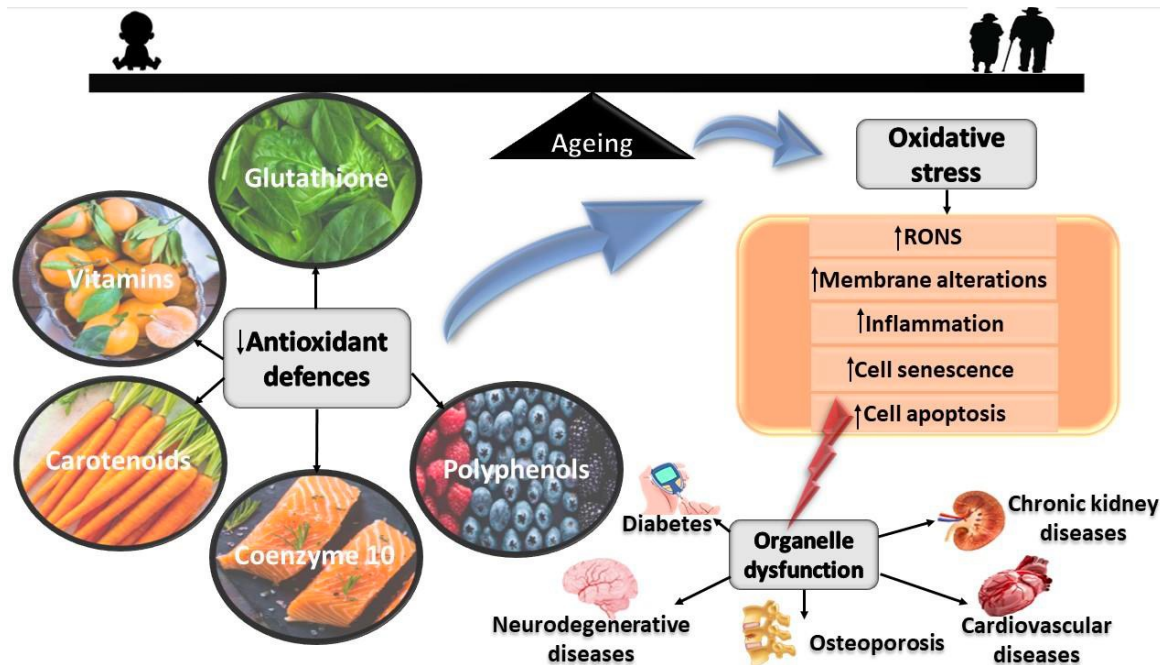 Ageing
Glutathione
Vitamins
↓Antioxidant
defences
Carotenoids
Coenzyme 10
Polyphenols
Oxidative
stress
↑RONS
↑Membrane alterations
↑Inflammation
↑Cell senescence
↑Cell apoptosis
Organelle
dysfunction
Diabetes
Neurodegenerative
diseases
Osteoporosis
Cardiovascular
diseases
Chronic kidney
diseases